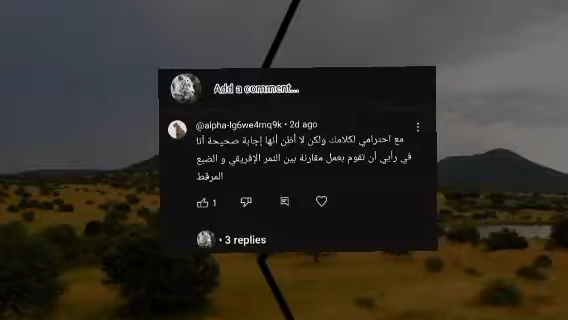 Add a comment...
@alpha-lg6we4mq9k • 2d ago
مع احترامي لكلامك ولكن لا أظن أنها إجابة صحيحة أنا
في رأيي أن تقوم بعمل مقارنة بين النمر الإفريقي و الضبع
المرقط
1
• 3 replies